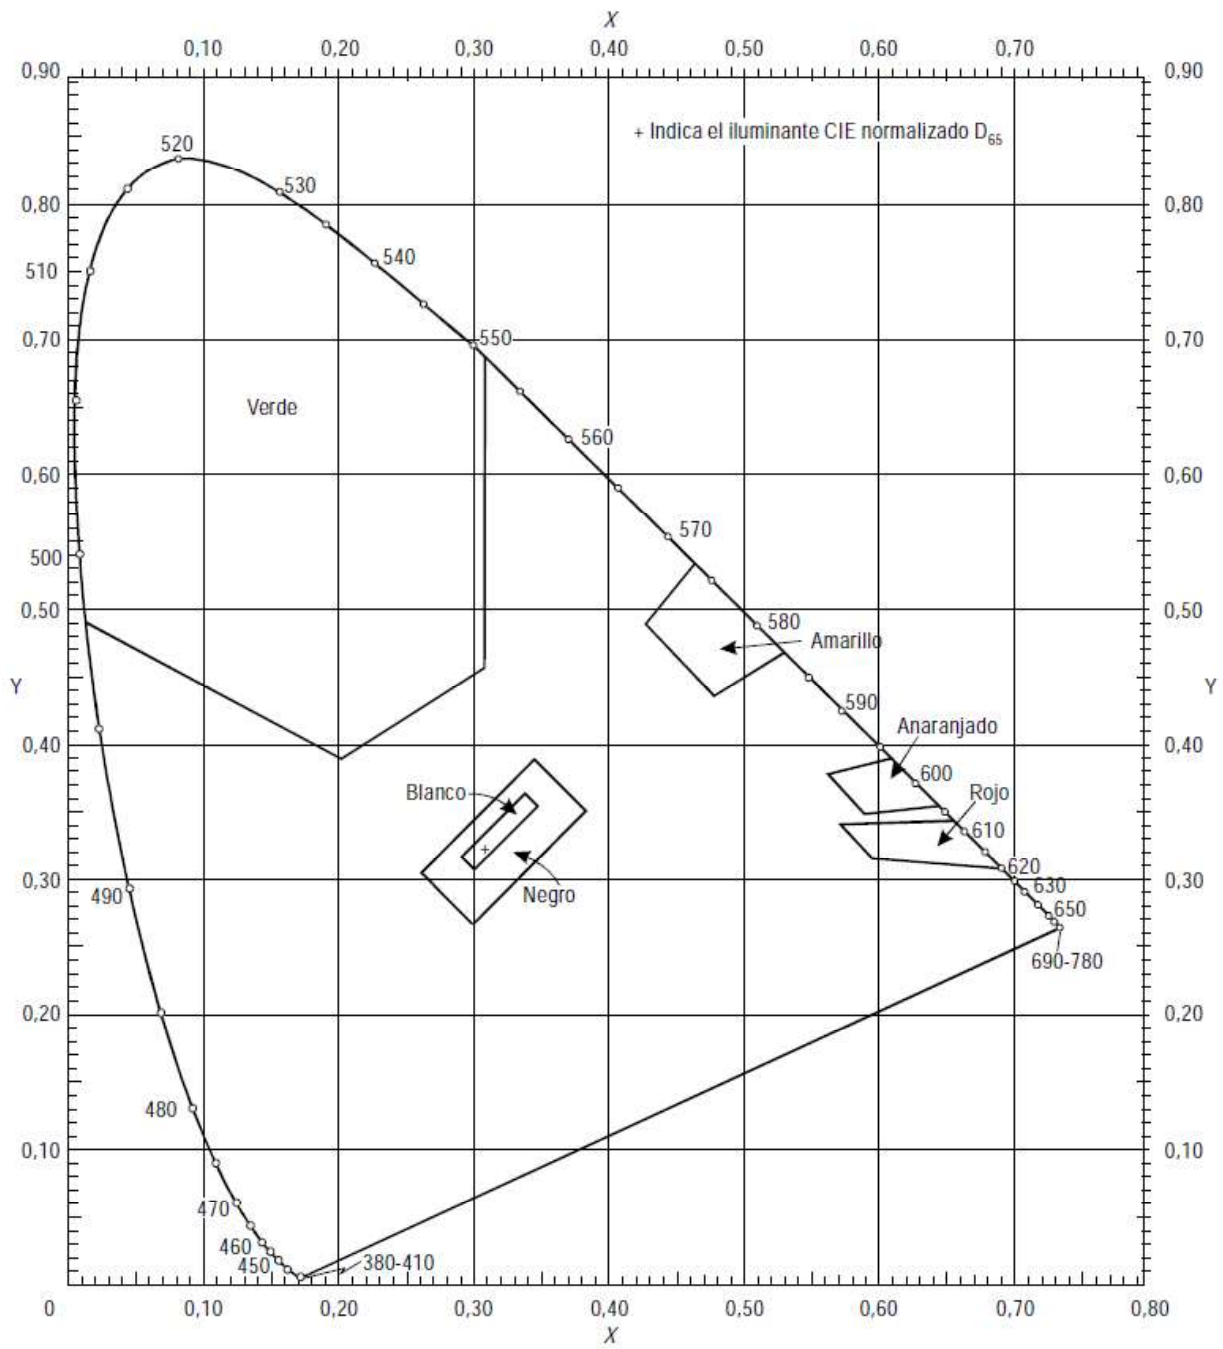 X
0,10 0,20 0,30 0,40 0,50 0,60 0,70
0,90 0,90
+ Indica el iluminante CIE normalizado D65
520
530
0,80 0,80
540
510
0,70 550 0,70
Verde
560
0,60 0,60
570
500
0,50 0,50
580
Amarillo
Y Y
590
Anaranjado
0,40 0,40
600
Blanco Rojo
610
620
0,30 0,30
630
490 Negro
650
690-780
0,20 0,20
480
0,10 0,10
470
460
450 380-410
0 0,10 0,20 0,30 0,40 0,50 0,60 0,70 0,80
X